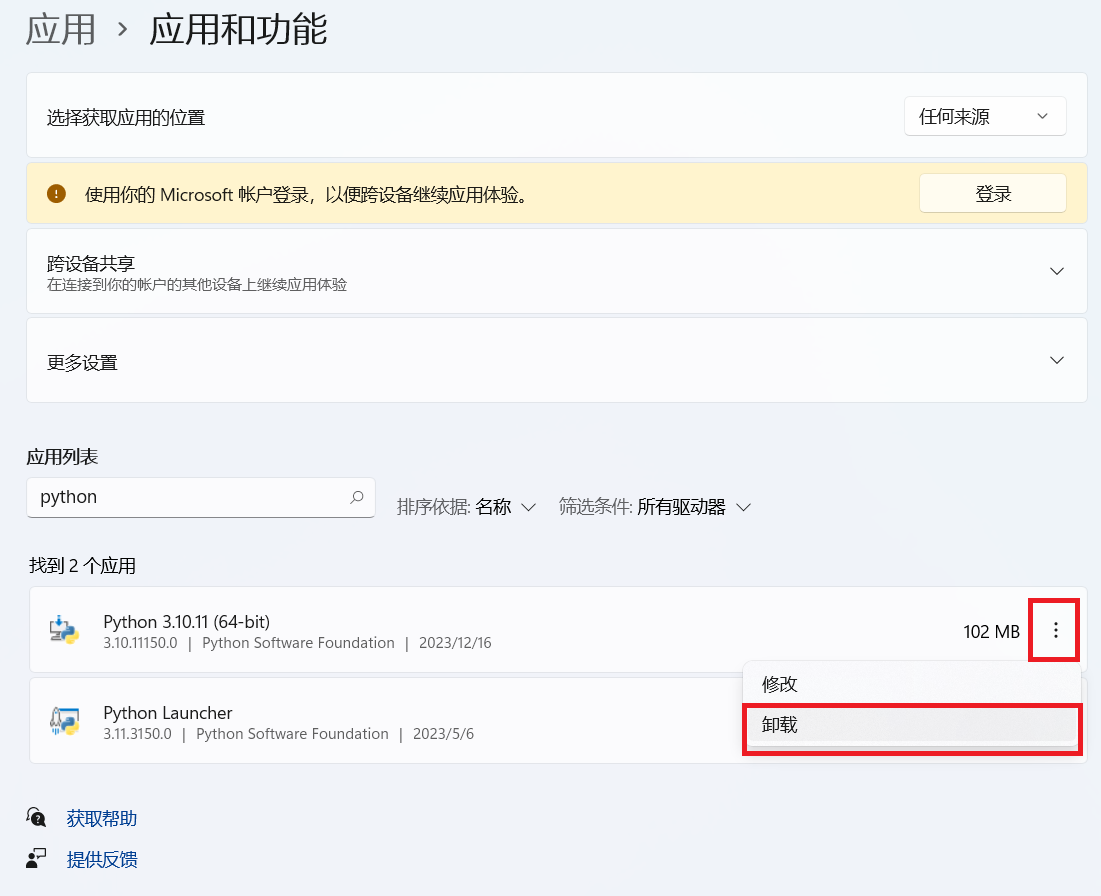 应用 › 应用和功能
选择获取应用的位置
任何来源
使用你的 Microsoft 帐户登录，以便跨设备继续应用体验。
登录
跨设备共享
在连接到你的帐户的其他设备上继续应用体验
更多设置
应用列表
python
排序依据: 名称
筛选条件: 所有驱动器
找到 2 个应用
Python 3.10.11 (64-bit)
3.10.11150.0 | Python Software Foundation | 2023/12/16
102 MB
修改
卸载
Python Launcher
3.11.3150.0 | Python Software Foundation | 2023/5/6
获取帮助
提供反馈